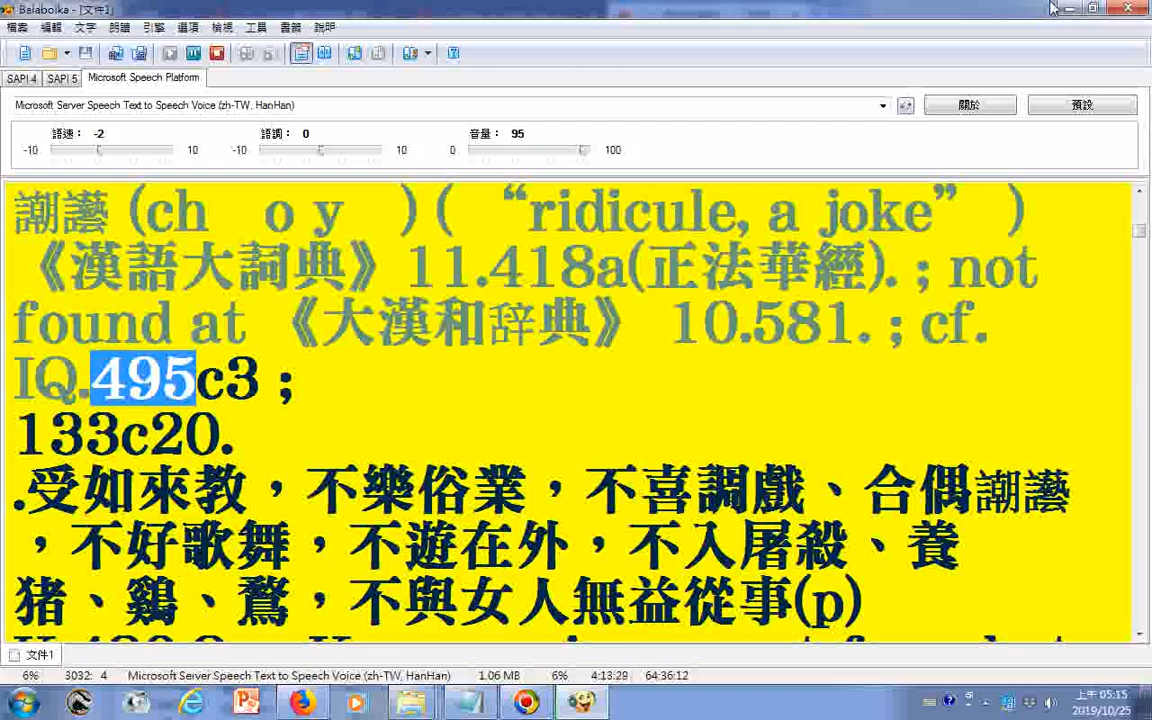 Balabolka - [文件1]
檔案 編輯 文字 朗讀 引擎 選項 檢視 工具 書籤 說明
SAPI 4 SAPI 5 Microsoft Speech Platform
Microsoft Server Speech Text to Speech Voice (zh-TW, HanHan) 關於 預設
語速： -2 語調： 0 音量： 95
-10 10 -10 10 0 100
謿讛 (ch o y ) ( “ridicule, a joke” )
《漢語大詞典》 11.418a(正法華經). ; not
found at 《大漢和辞典》 10.581. ; cf.
IQ.495c3 ;
133c20.
.受如來教，不樂俗業，不喜調戲、合偶謿讛
，不好歌舞，不遊在外，不入屠殺、養
猪、鷄、鶩，不與女人無益從事(p)
文件1
6% 3032: 4 Microsoft Server Speech Text to Speech Voice (zh-TW, HanHan) 1.06 MB 6% 4:13:29 64:36:12
上午 05:15
2019/10/25